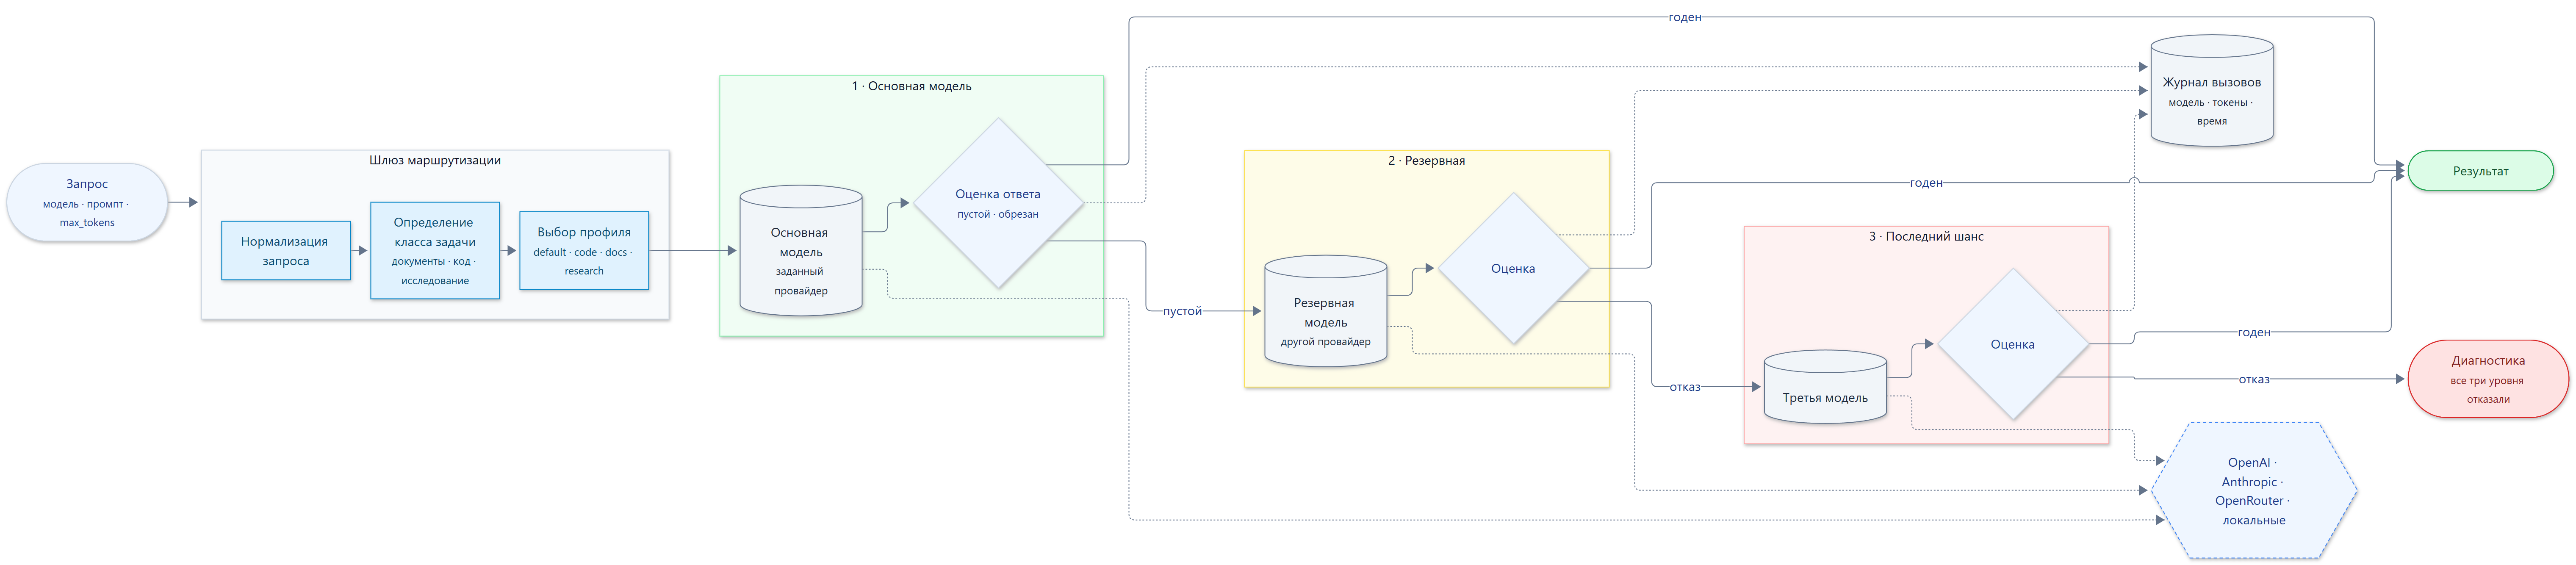 Запрос
модель · промпт ·
max_tokens
Шлюз маршрутизации
Нормализация
запроса
Определение
класса задачи
документы · код ·
исследование
Выбор профиля
default · code · docs ·
research
1 · Основная модель
Основная
модель
заданный
провайдер
Оценка ответа
пустой · обрезан
годен
пустой
2 · Резервная
Резервная
модель
другой провайдер
Оценка
годен
отказ
3 · Последний шанс
Третья модель
Оценка
годен
отказ
Журнал вызовов
модель · токены ·
время
Результат
Диагностика
все три уровня
отказали
OpenAI ·
Anthropic ·
OpenRouter ·
локальные